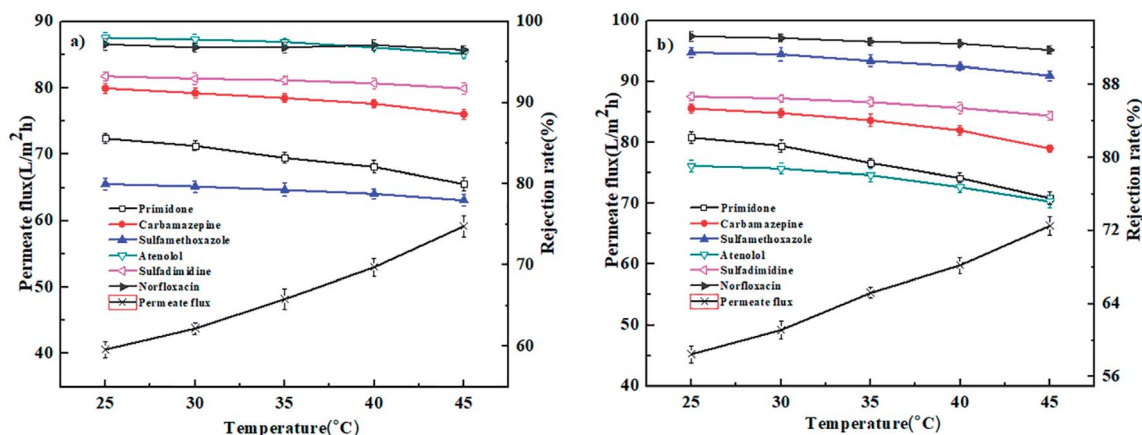 a)
Permeate flux(L/m²h)
90
80
70
60
50
40
Primidone
Carbamazepine
Sulfamethoxazole
Atenolol
Sulfadimidine
Norfloxacin
Permeate flux
25 30 35 40 45
Temperature(°C)
100
90
80
70
60
Rejection rate(%)
b)
Permeate flux(L/m²h)
100
90
80
70
60
50
40
Primidone
Carbamazepine
Sulfamethoxazole
Atenolol
Sulfadimidine
Norfloxacin
Permeate flux
25 30 35 40 45
Temperature(°C)
88
80
72
64
56
Rejection rate(%)